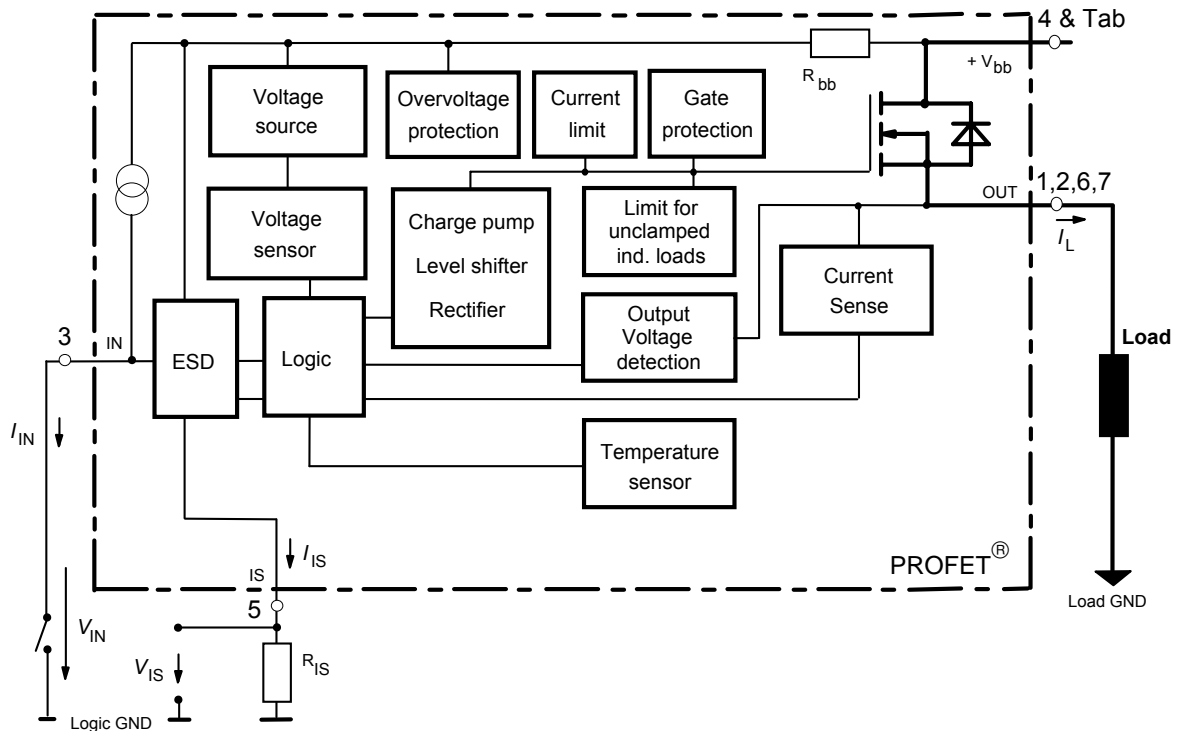 4 & Tab
R bb
+ V bb
Voltage
source
Overvoltage
protection
Current
limit
Gate
protection
Voltage
sensor
Charge pump
Level shifter
Rectifier
Limit for
unclamped
ind. loads
OUT
1,2,6,7
I L
Current
Sense
Output
Voltage
detection
3
IN
ESD
Logic
Load
I IN
Temperature
sensor
I IS
IS
PROFET®
5
Load GND
V IN
V IS
R IS
Logic GND